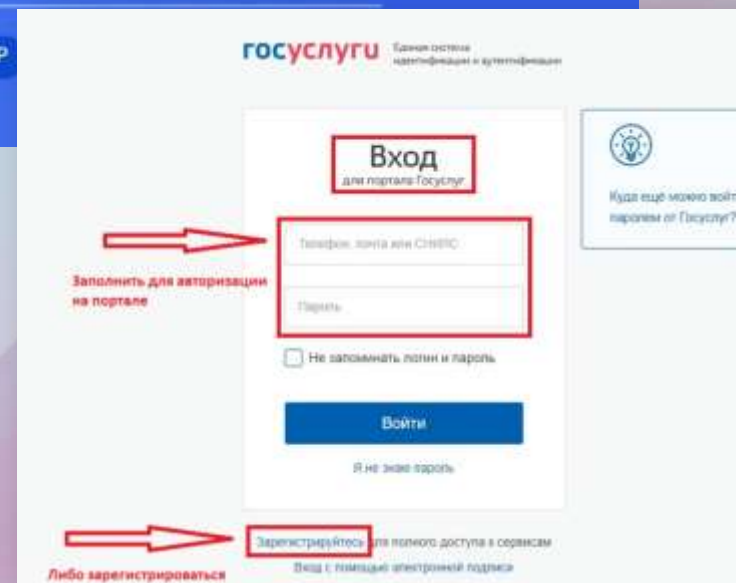 госуслуги
Единая система
идентификации и аутентификации
Вход
для портала Госуслуг
Куда ещё можно войт
паролем от Госуслуг?
Телефон, почта или СНИЛС
Заполнить для авторизации
на портале
Пароль
Не запоминать логин и пароль
Войти
Я не знаю пароль
Зарегистрируйтесь для полного доступа к сервисам
Вход с помощью электронной подписи
Либо зарегистрироваться